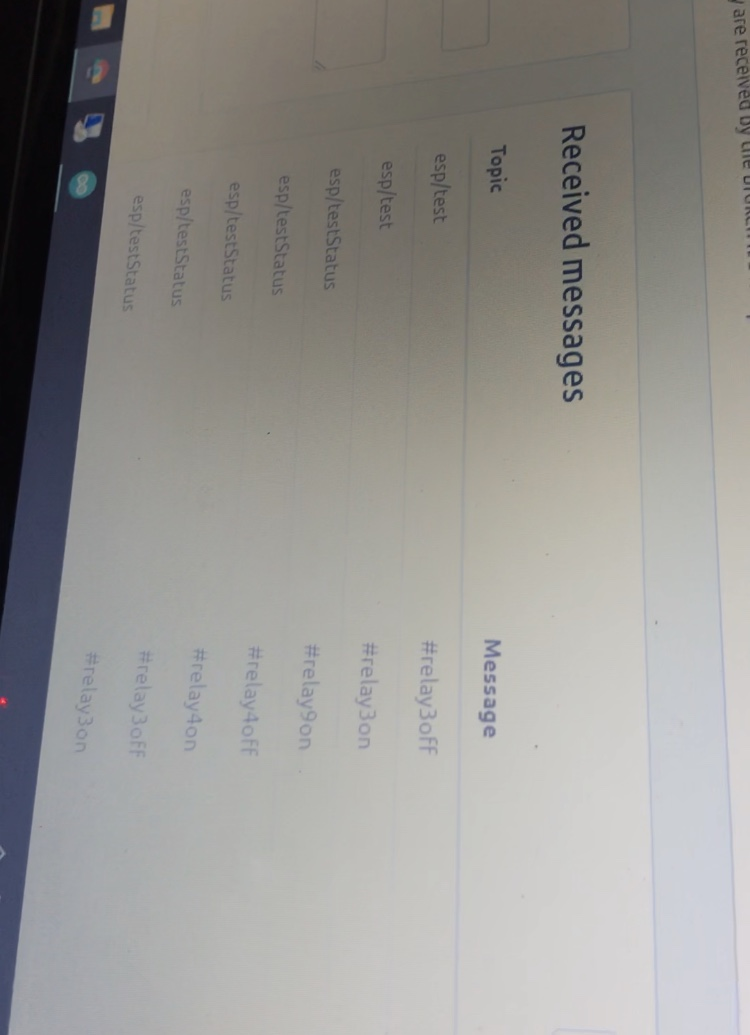 are received by the
Received messages
Topic Message
esp/test #relay3off
esp/test #relay3on
esp/testStatus #relay9on
esp/testStatus #relay4off
esp/testStatus #relay4on
esp/testStatus #relay3off
esp/testStatus #relay3on